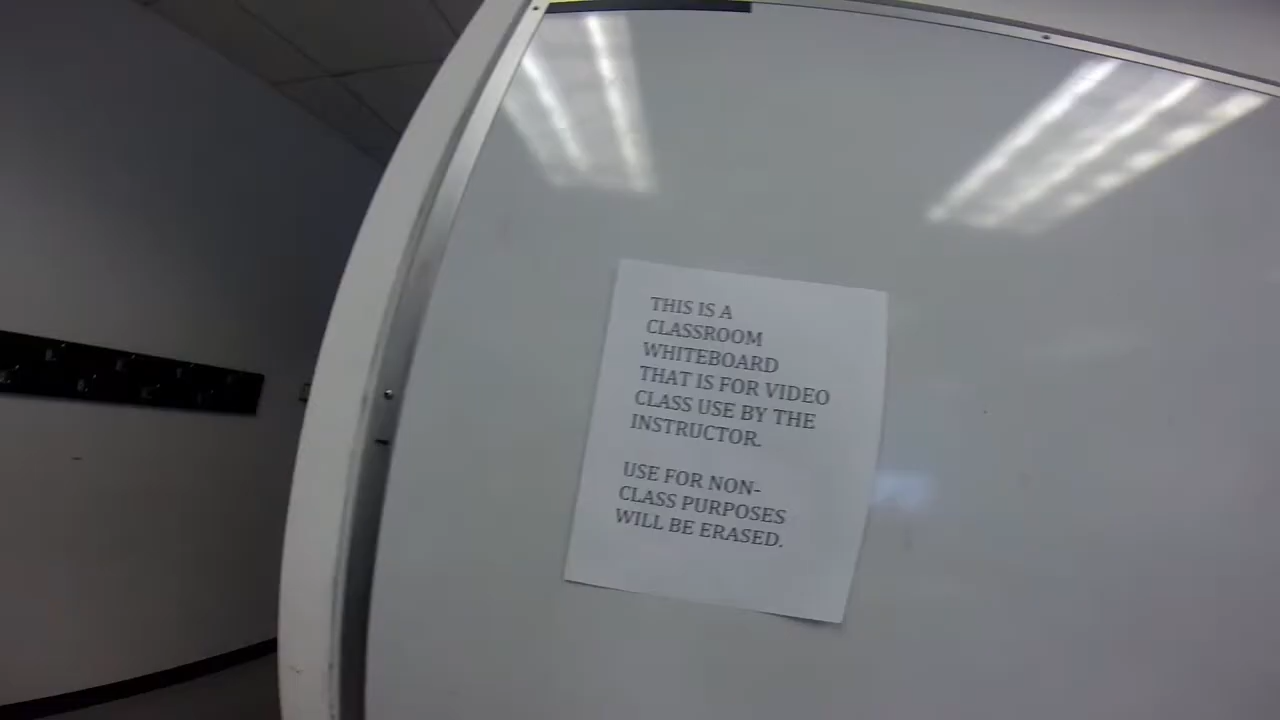 THIS IS A
CLASSROOM
WHITEBOARD
THAT IS FOR VIDEO
CLASS USE BY THE
INSTRUCTOR.
USE FOR NON-
CLASS PURPOSES
WILL BE ERASED.